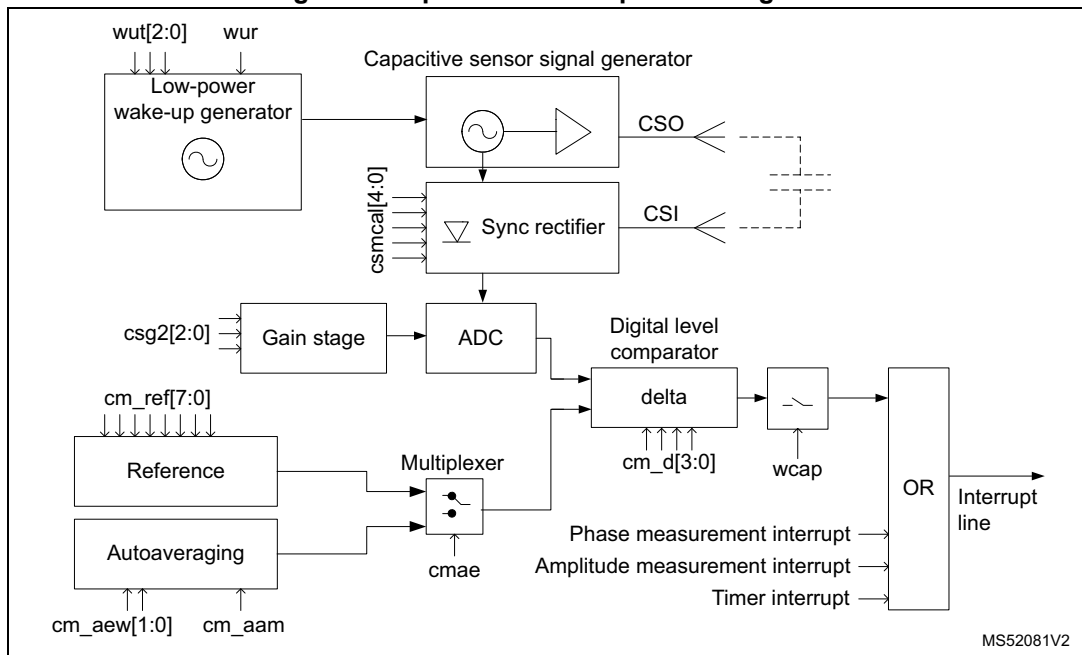 wut[2:0]
wur
Low-power
wake-up generator
Capacitive sensor signal generator
CSO
csmcal[4:0]
Sync rectifier
CSI
csg2[2:0]
Gain stage
ADC
Digital level
comparator
delta
cm_d[3:0]
wcap
cm_ref[7:0]
Reference
Multiplexer
cmae
Autoaveraging
cm_aew[1:0]
cm_aam
OR
Interrupt
line
Phase measurement interrupt
Amplitude measurement interrupt
Timer interrupt
MS52081V2